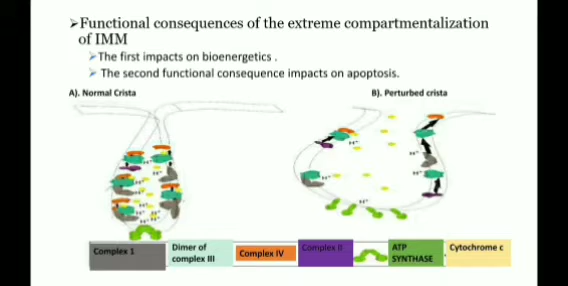 ➢Functional consequences of the extreme compartmentalization
of IMM
➢The first impacts on bioenergetics .
➢ The second functional consequence impacts on apoptosis.
A). Normal Crista
B). Perturbed crista
H⁺
H⁺
H⁺
H⁺
H⁺
H⁺
H⁺
H⁺
H⁺
H⁺
Complex 1
Dimer of
complex III
Complex IV
Complex II
ATP
SYNTHASE
Cytochrome c